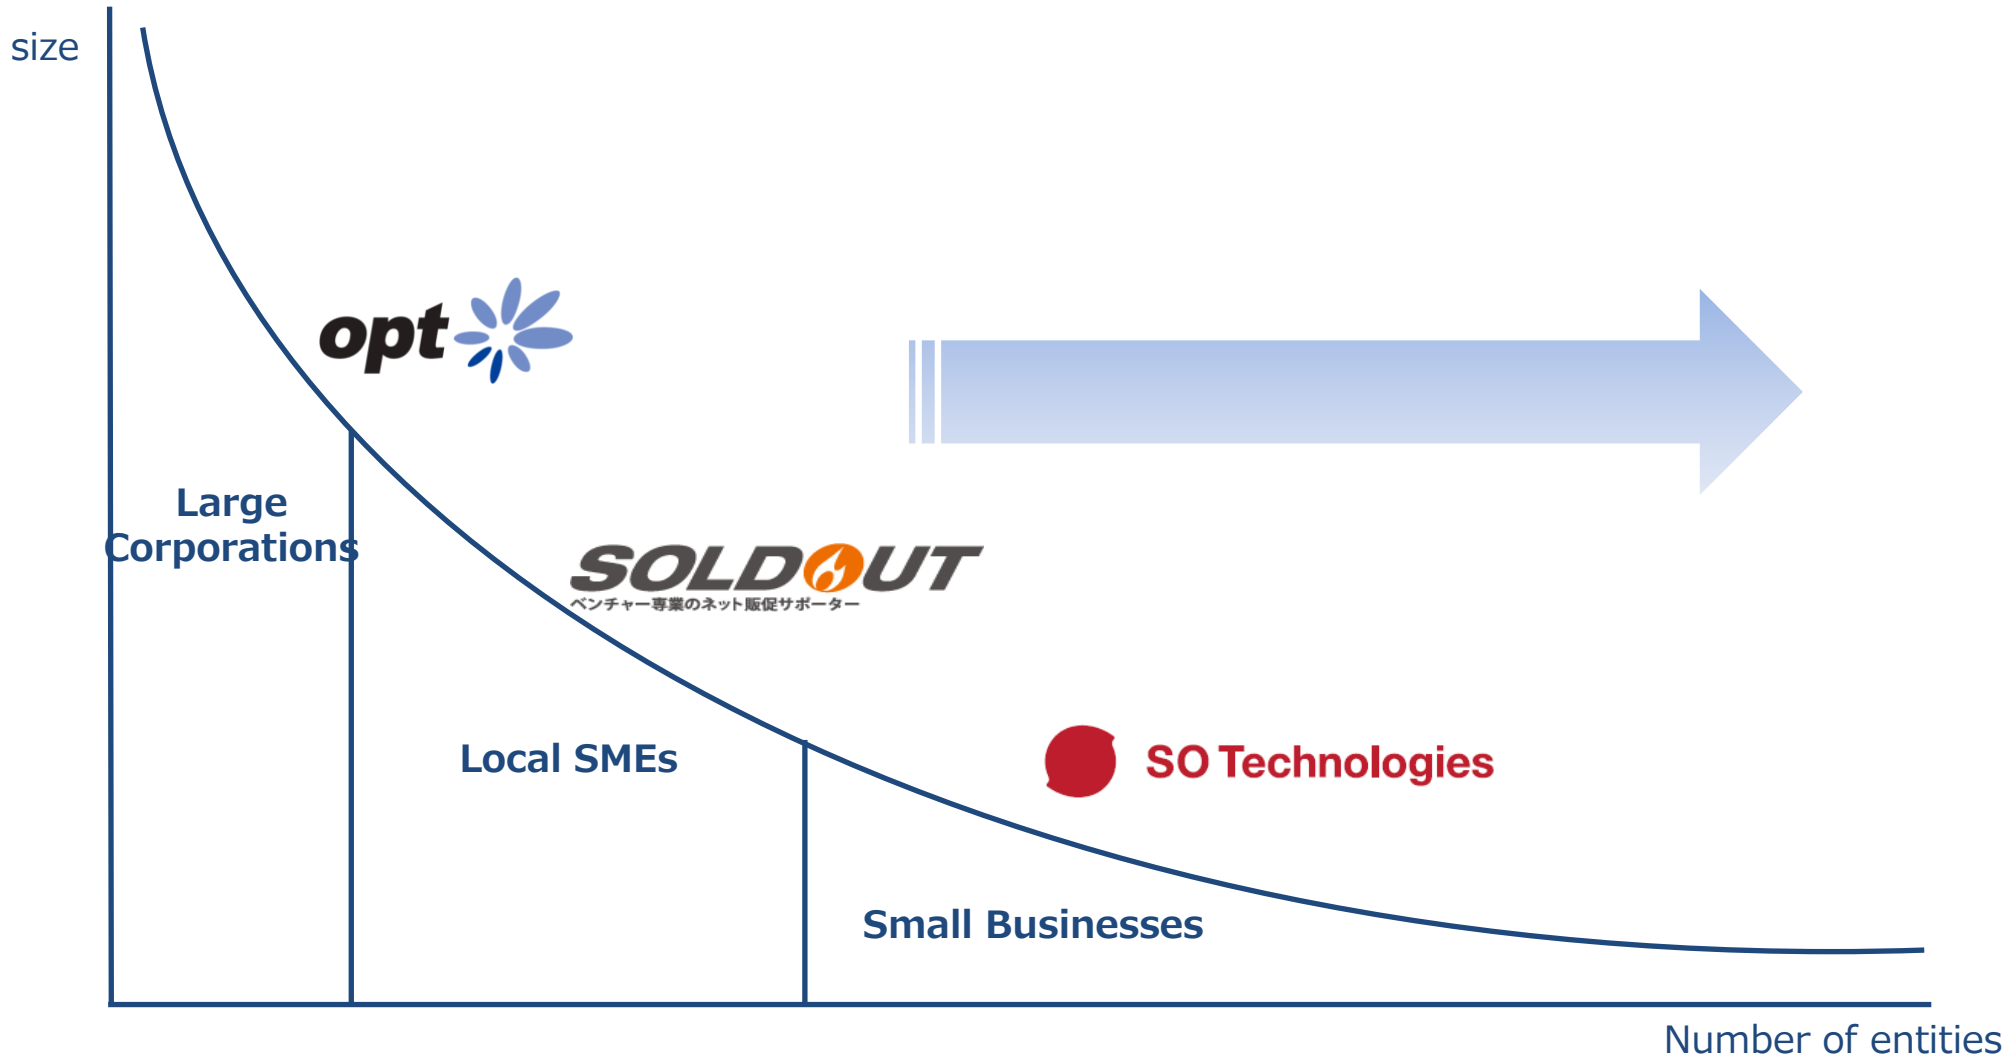 size
opt
Large
Corporations
SOLDOUT
ベンチャー専業のネット販促サポーター
Local SMEs
SO Technologies
Small Businesses
Number of entities